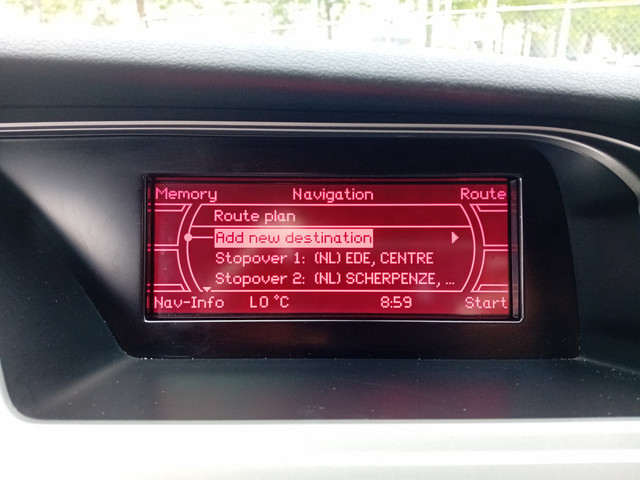 Memory Navigation Route
Route plan
Add new destination
Stopover 1: (NL) EDE, CENTRE
Stopover 2: (NL) SCHERPENZE, ...
Nav-Info LO °C 8:59 Start